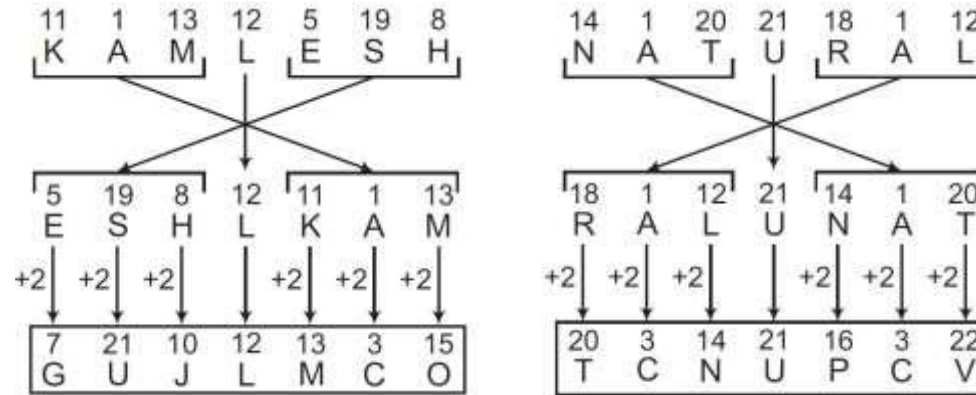 11 1 13 12 5 19 8
K A M L E S H
5 19 8 12 11 1 13
E S H L K A M
+2 +2 +2 +2 +2 +2
7 21 10 12 13 3 15
G U J L M C O
14 1 20 21 18 1 12
N A T U R A L
18 1 12 21 14 1 20
R A L U N A T
+2 +2 +2 +2 +2 +2
20 3 14 21 16 3 22
T C N U P C V